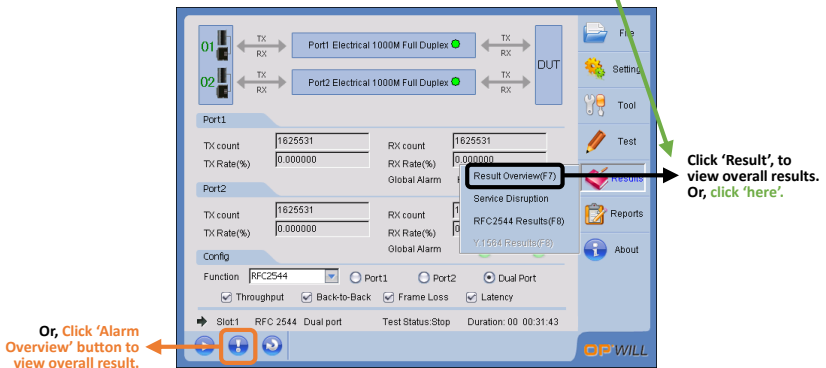 01 TX RX Port1 Electrical 1000M Full Duplex TX RX DUT File
02 TX RX Port2 Electrical 1000M Full Duplex TX RX Setting
Tool
Port1
TX count 1625531 RX count 1625531 Test
TX Rate(%) 0.000000 RX Rate(%) 0.000000
Global Alarm
Result Overview(F7) Results
Click 'Result', to
view overall results.
Or, click 'here'.
Port2
Service Disruption
TX count 1625531 RX count
RFC2544 Results(F8) Reports
TX Rate(%) 0.000000 RX Rate(%)
Y.1564 Results(F8)
Global Alarm About
Config
Function RFC2544 Port1 Port2 Dual Port
Throughput Back-to-Back Frame Loss Latency
Slot:1 RFC 2544 Dual port Test Status:Stop Duration: 00 00:31:43
Or, Click 'Alarm
Overview' button to
view overall result.
OPWILL